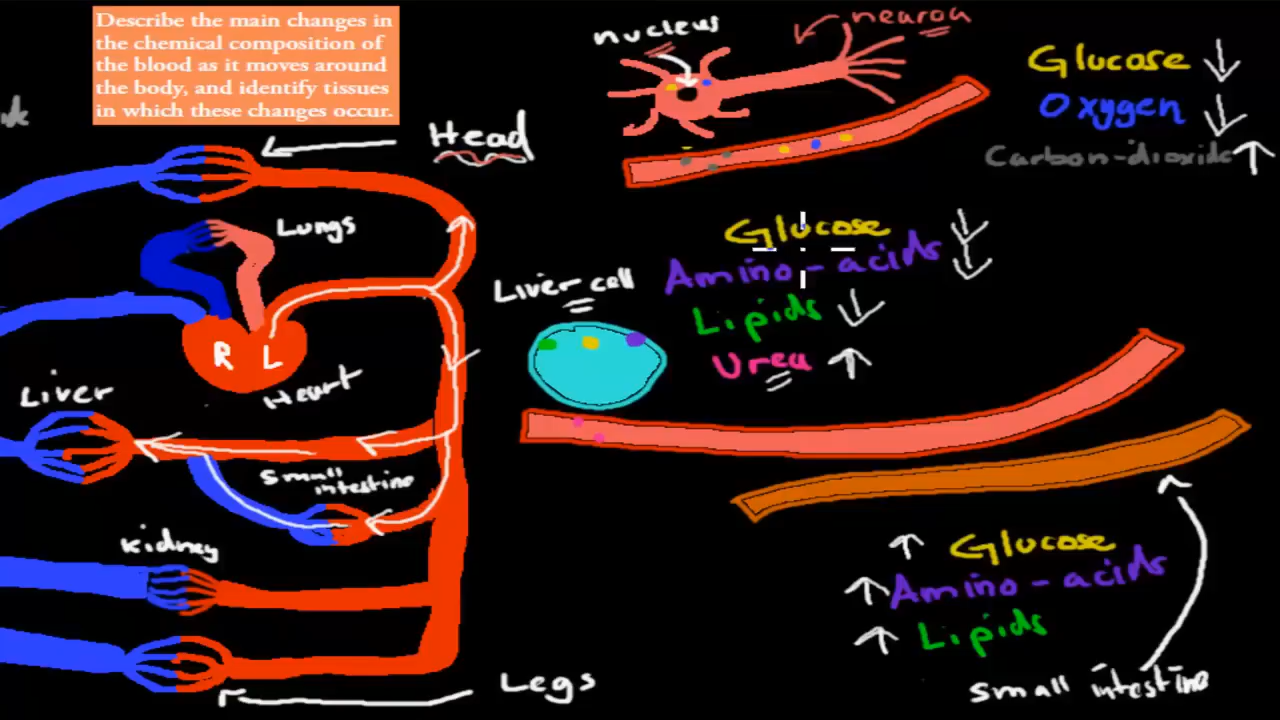 Describe the main changes in
the chemical composition of
the blood as it moves around
the body, and identify tissues
in which these changes occur.
Head
Lungs
R L
Heart
Liver
Small
intestine
Kidney
Legs
nucleus
neuron
Glucose
Oxygen
Carbon-dioxide
Liver cell
Glucose
Amino-acids
Lipids
Urea
Glucose
Amino-acids
Lipids
Small intestine